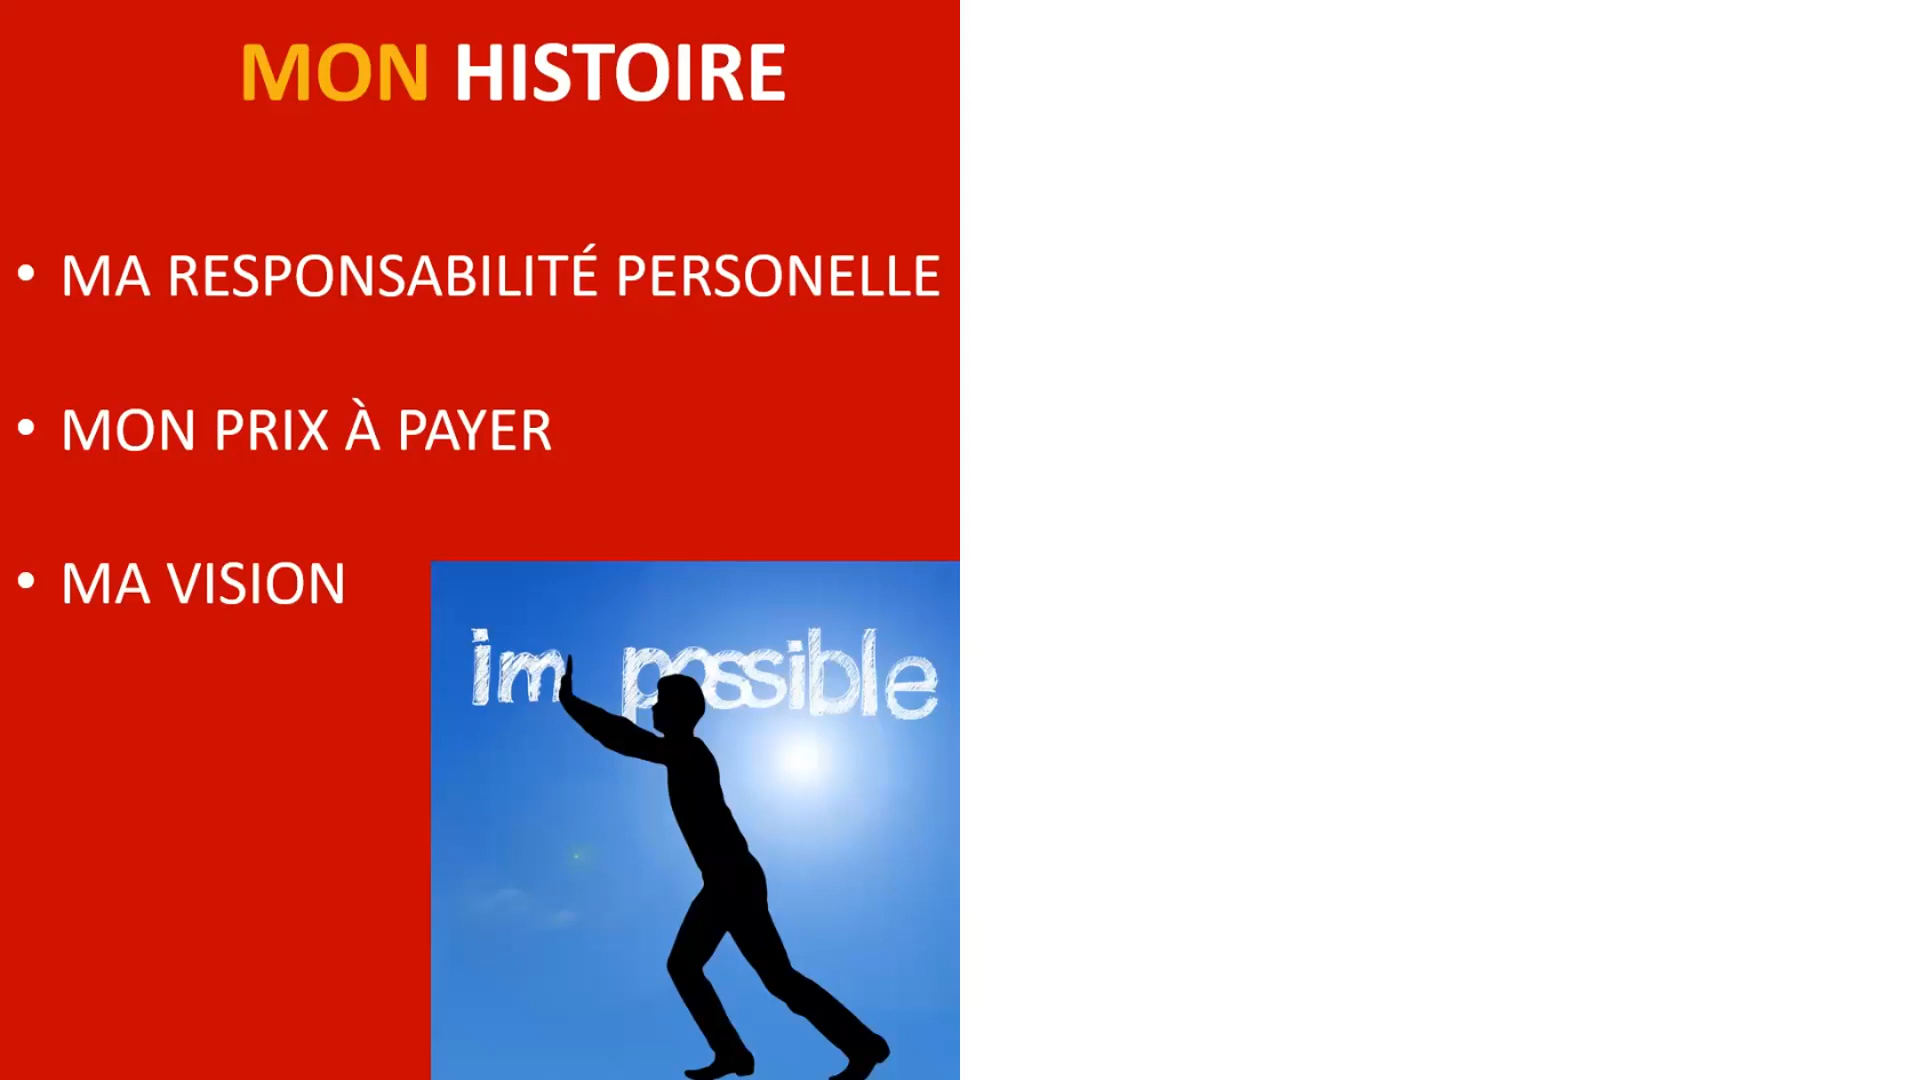 MON HISTOIRE
• MA RESPONSABILITÉ PERSONELLE
• MON PRIX À PAYER
• MA VISION
im possible